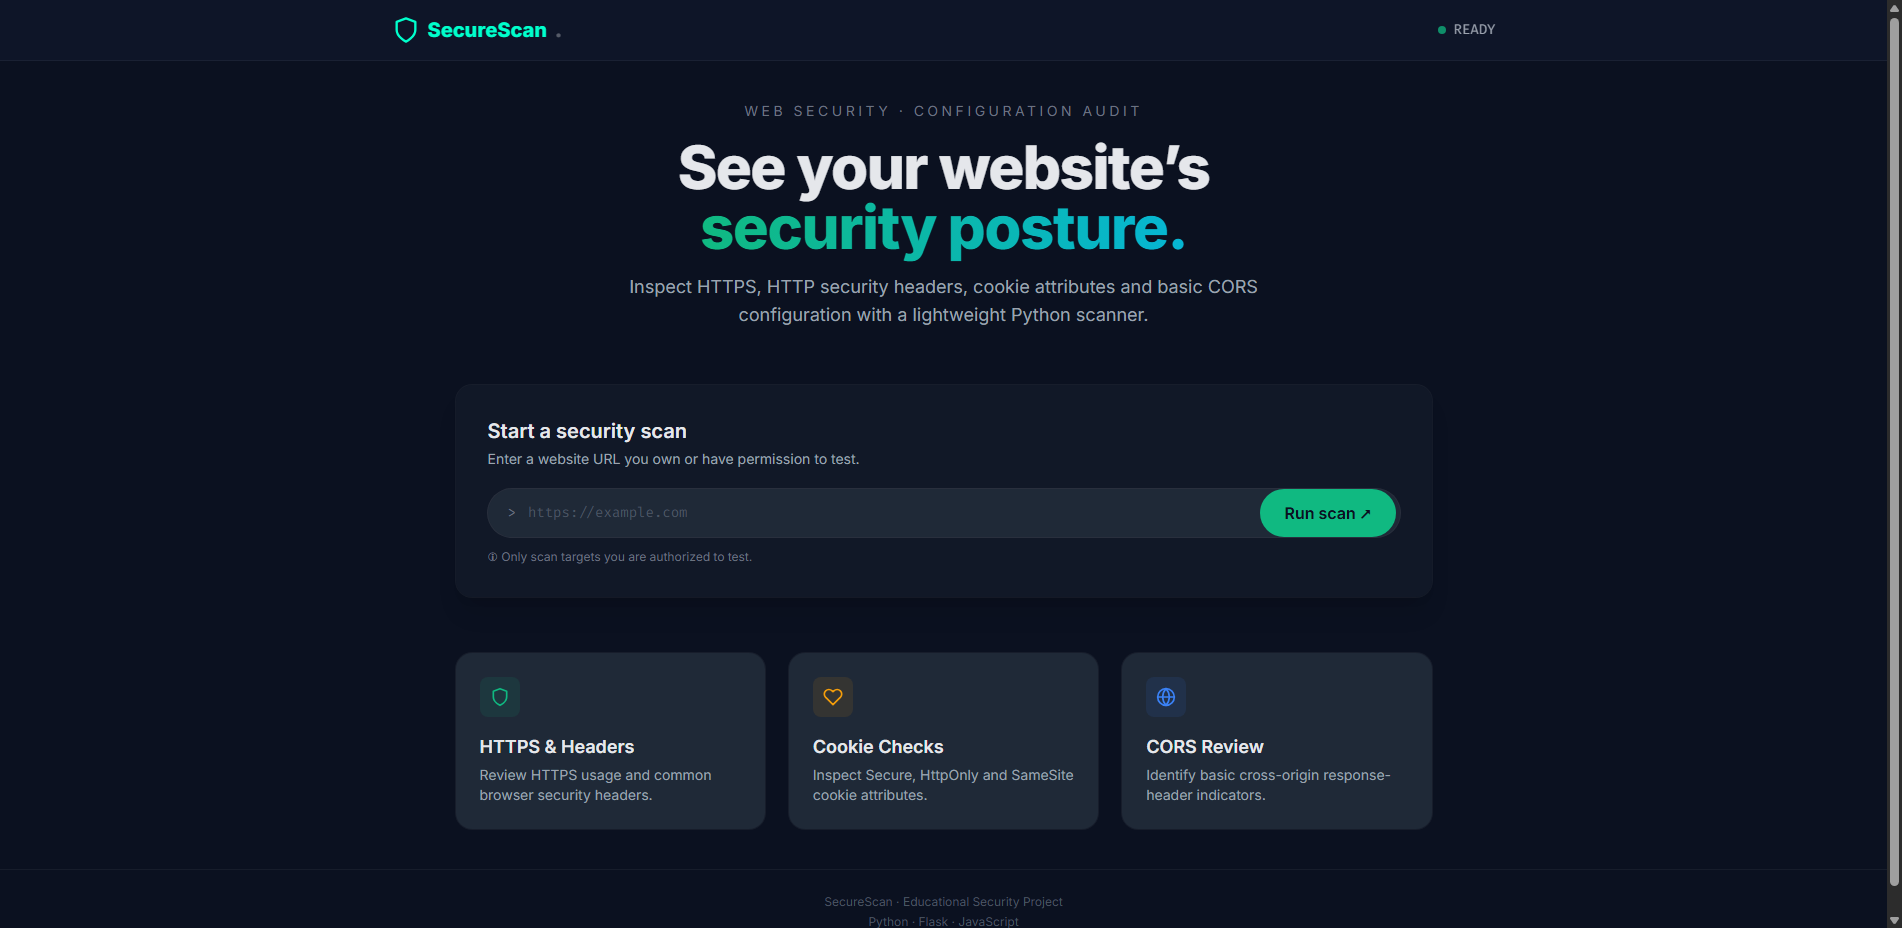 SecureScan .
READY
WEB SECURITY · CONFIGURATION AUDIT
See your website’s
security posture.
Inspect HTTPS, HTTP security headers, cookie attributes and basic CORS
configuration with a lightweight Python scanner.
Start a security scan
Enter a website URL you own or have permission to test.
> https://example.com
Run scan ↗
ⓘ Only scan targets you are authorized to test.
HTTPS & Headers
Review HTTPS usage and common
browser security headers.
Cookie Checks
Inspect Secure, HttpOnly and SameSite
cookie attributes.
CORS Review
Identify basic cross-origin response-
header indicators.
SecureScan · Educational Security Project
Python · Flask · JavaScript